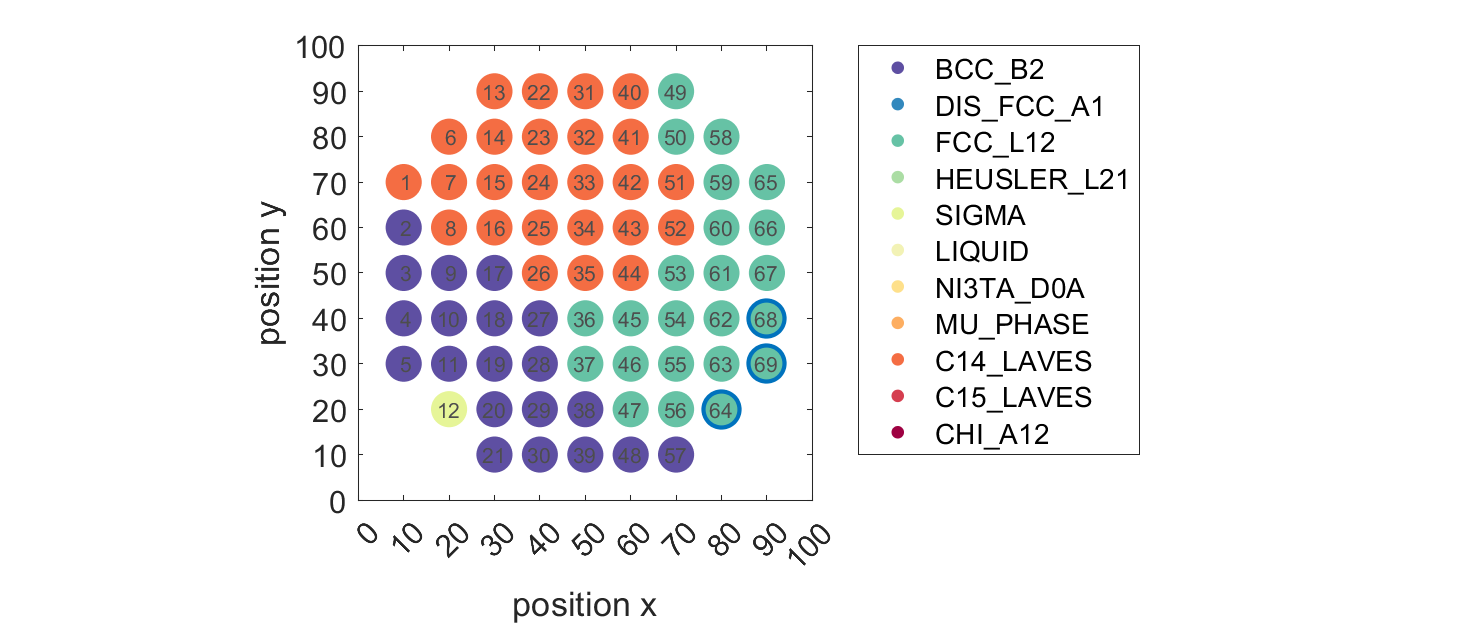 100
90
80
70
60
50
40
30
20
10
0
position y
13 22 31 40 49
6 14 23 32 41 50 58
1 7 15 24 33 42 51 59 65
2 8 16 25 34 43 52 60 66
3 9 17 26 35 44 53 61 67
4 10 18 27 36 45 54 62 68
5 11 19 28 37 46 55 63 69
12 20 29 38 47 56 64
21 30 39 48 57
0 10 20 30 40 50 60 70 80 90 100
position x
BCC_B2
DIS_FCC_A1
FCC_L12
HEUSLER_L21
SIGMA
LIQUID
NI3TA_D0A
MU_PHASE
C14_LAVES
C15_LAVES
CHI_A12